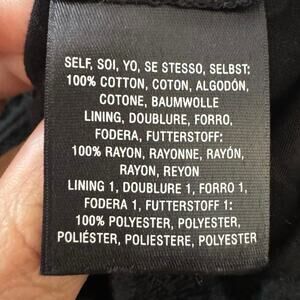 SELF, SOI, YO, SE STESSO, SELBST:
100% COTTON, COTON, ALGODÓN,
COTONE, BAUMWOLLE
LINING, DOUBLURE, FORRO,
FODERA, FUTTERSTOFF:
100% RAYON, RAYONNE, RAYÓN,
RAYON, REYON
LINING 1, DOUBLURE 1, FORRO 1,
FODERA 1, FUTTERSTOFF 1:
100% POLYESTER, POLYESTER,
POLIÉSTER, POLIESTERE, POLYESTER